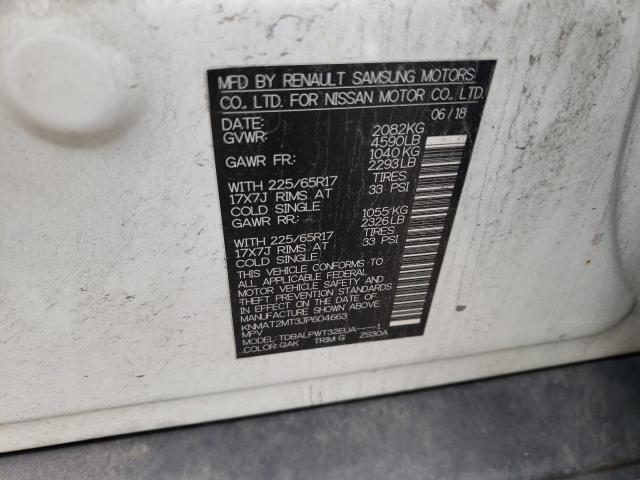 MFD BY RENAULT SAMSUNG MOTORS
CO., LTD. FOR NISSAN MOTOR CO., LTD.
DATE: 06/18
GVWR: 2082KG
4590LB
GAWR FR: 1040KG
2293LB
WITH 225/65R17 TIRES
17X7J RIMS AT 33 PSI
COLD SINGLE
GAWR RR: 1055KG
2326LB
WITH 225/65R17 TIRES
17X7J RIMS AT 33 PSI
COLD SINGLE
THIS VEHICLE CONFORMS TO
ALL APPLICABLE FEDERAL
MOTOR VEHICLE SAFETY AND
THEFT PREVENTION STANDARDS
IN EFFECT ON THE DATE OF
MANUFACTURE SHOWN ABOVE
KNMAT2MT3JP604663
MPV
MODEL: TDBALPWT32EUA-----1
COLOR: QAK TRIM G ZS30A